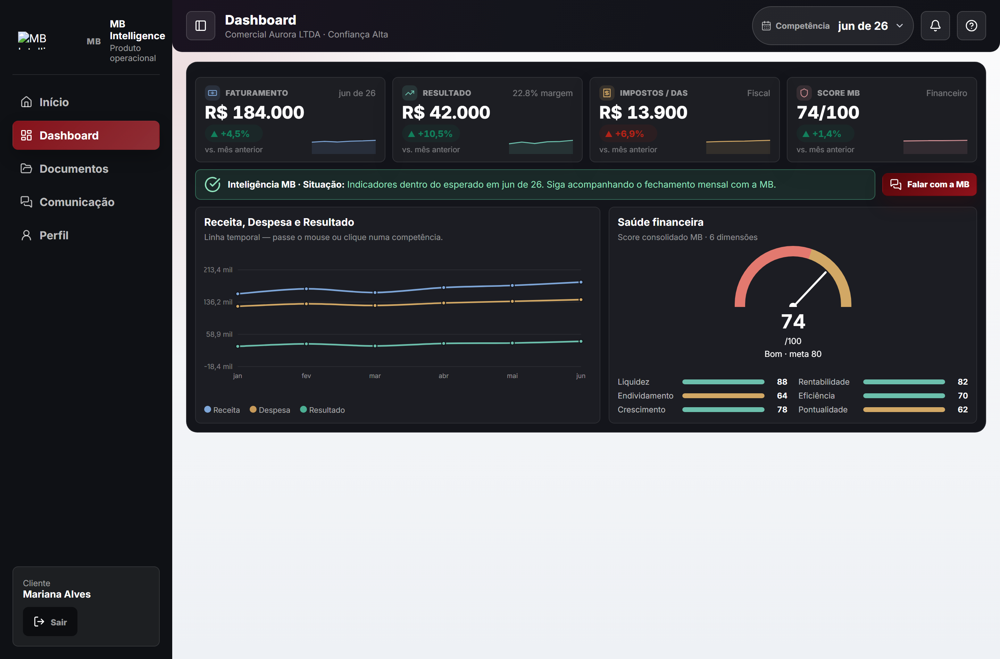 MB
MB
MB Intelligence
Produto operacional
Início
Dashboard
Documentos
Comunicação
Perfil
Cliente
Mariana Alves
Sair
Dashboard
Comercial Aurora LTDA · Confiança Alta
Competência jun de 26
FATURAMENTO jun de 26
R$ 184.000
▲ +4,5%
vs. mês anterior
RESULTADO 22.8% margem
R$ 42.000
▲ +10,5%
vs. mês anterior
IMPOSTOS / DAS Fiscal
R$ 13.900
▲ +6,9%
vs. mês anterior
SCORE MB Financeiro
74/100
▲ +1,4%
vs. mês anterior
Inteligência MB · Situação: Indicadores dentro do esperado em jun de 26. Siga acompanhando o fechamento mensal com a MB.
Falar com a MB
Receita, Despesa e Resultado
Linha temporal — passe o mouse ou clique numa competência.
213,4 mil
136,2 mil
58,9 mil
-18,4 mil
jan fev mar abr mai jun
Receita Despesa Resultado
Saúde financeira
Score consolidado MB · 6 dimensões
74
/100
Bom · meta 80
Liquidez 88 Rentabilidade 82
Endividamento 64 Eficiência 70
Crescimento 78 Pontualidade 62